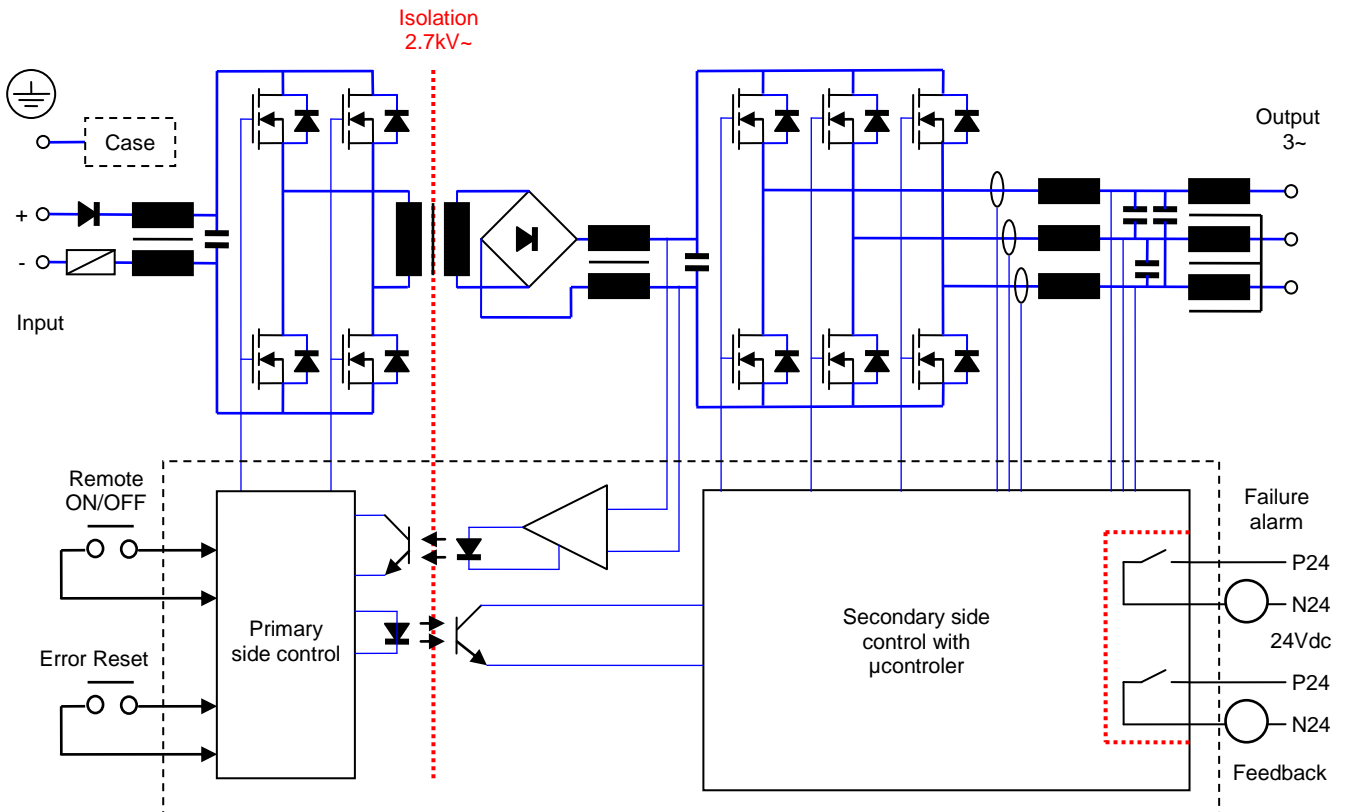 Isolation
2.7kV~
Case
+
-
Input
Output
3~
Remote
ON/OFF
Error Reset
Primary
side control
Secondary side
control with
µcontroler
Failure
alarm
P24
N24
24Vdc
P24
N24
Feedback